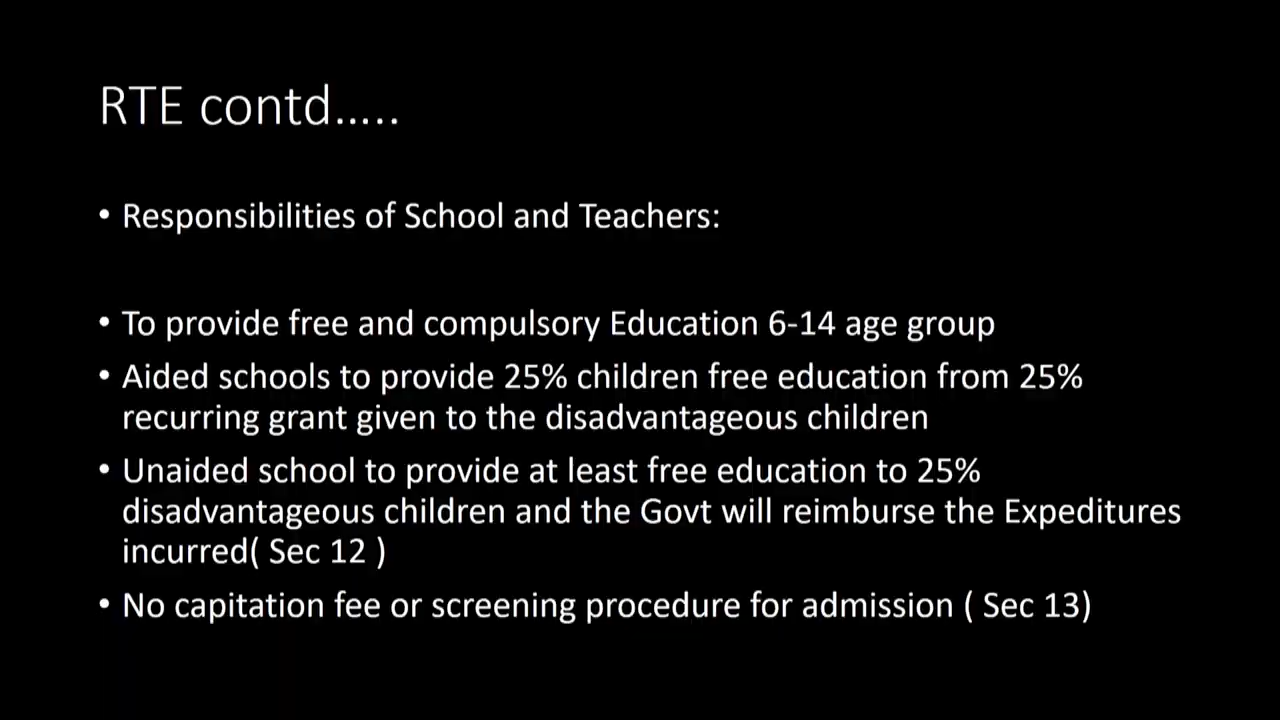 RTE contd.....
• Responsibilities of School and Teachers:
• To provide free and compulsory Education 6-14 age group
• Aided schools to provide 25% children free education from 25%
recurring grant given to the disadvantageous children
• Unaided school to provide at least free education to 25%
disadvantageous children and the Govt will reimburse the Expeditures
incurred( Sec 12 )
• No capitation fee or screening procedure for admission ( Sec 13)